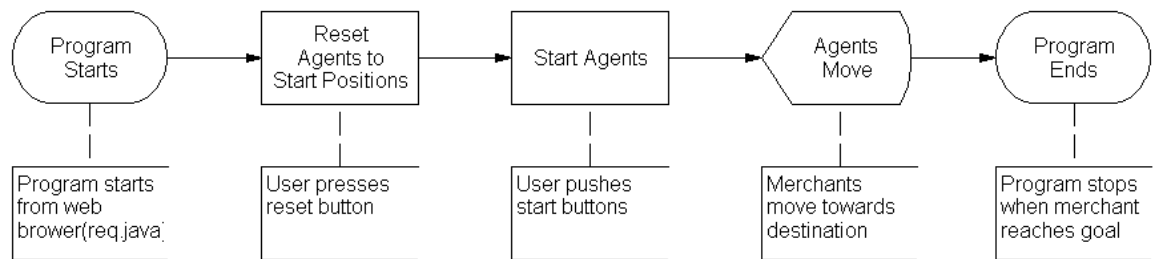 Program
Starts
Reset
Agents to
Start Positions
Start Agents
Agents
Move
Program
Ends
Program starts
from web
brower(req.java)
User presses
reset button
User pushes
start buttons
Merchants
move towards
destination
Program stops
when merchant
reaches goal